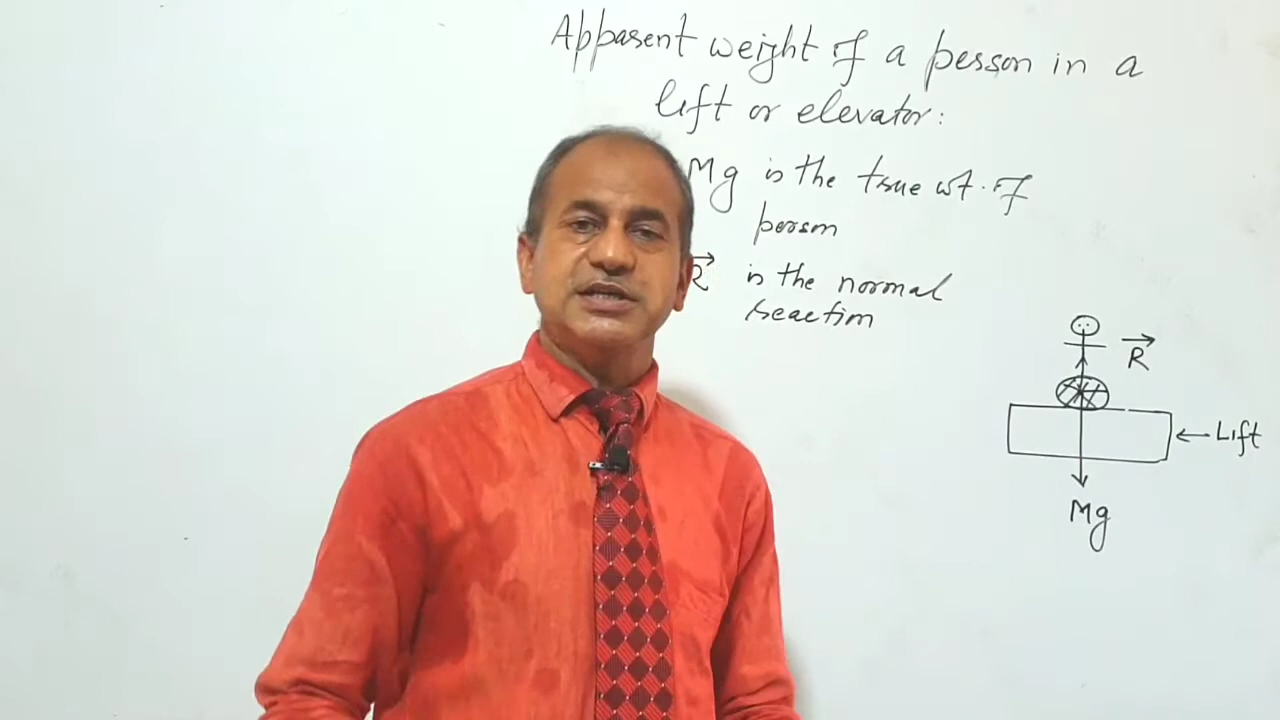 Apparent weight of a person in a
lift or elevator:
Mg is the true wt. of
person
R is the normal
reaction
R
Lift
Mg